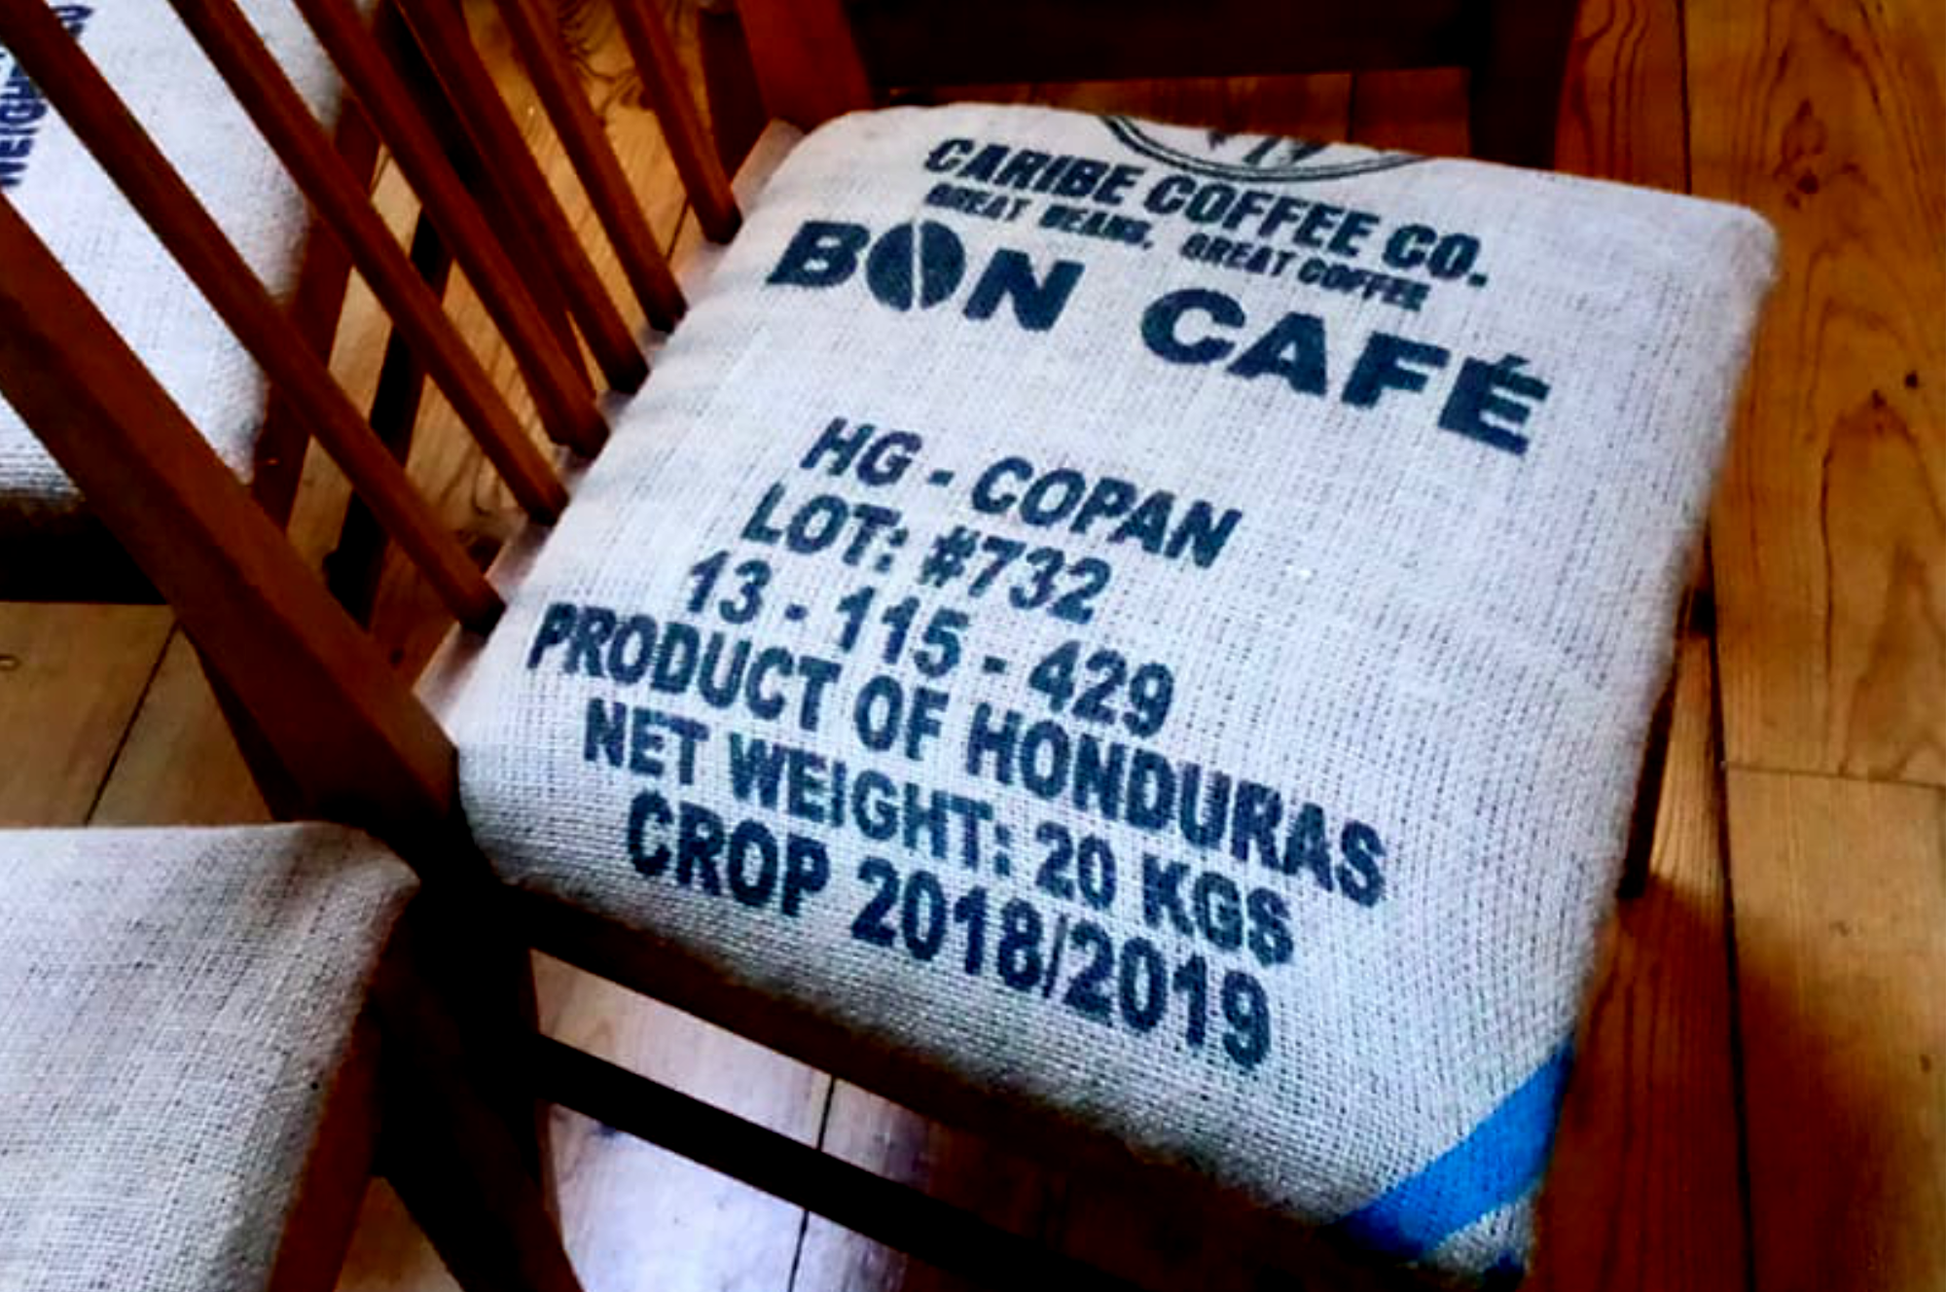 CARIBE COFFEE CO.
GREAT BEANS, GREAT COFFEE
BON CAFÉ
HG - COPAN
LOT: #732
13 - 115 - 429
PRODUCT OF HONDURAS
NET WEIGHT: 20 KGS
CROP 2018/2019